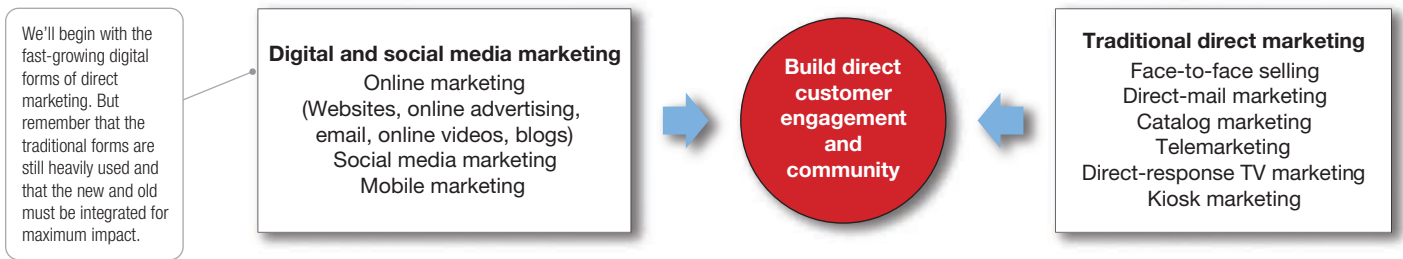 We'll begin with the
fast-growing digital
forms of direct
marketing. But
remember that the
traditional forms are
still heavily used and
that the new and old
must be integrated for
maximum impact.
Digital and social media marketing
Online marketing
(Websites, online advertising,
email, online videos, blogs)
Social media marketing
Mobile marketing
Build direct
customer
engagement
and
community
Traditional direct marketing
Face-to-face selling
Direct-mail marketing
Catalog marketing
Telemarketing
Direct-response TV marketing
Kiosk marketing